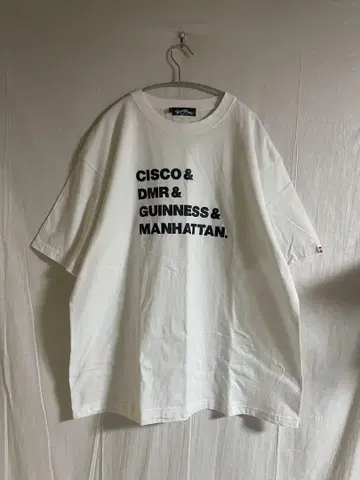 CISCO &
DMR &
GUINNESS &
MANHATTAN.